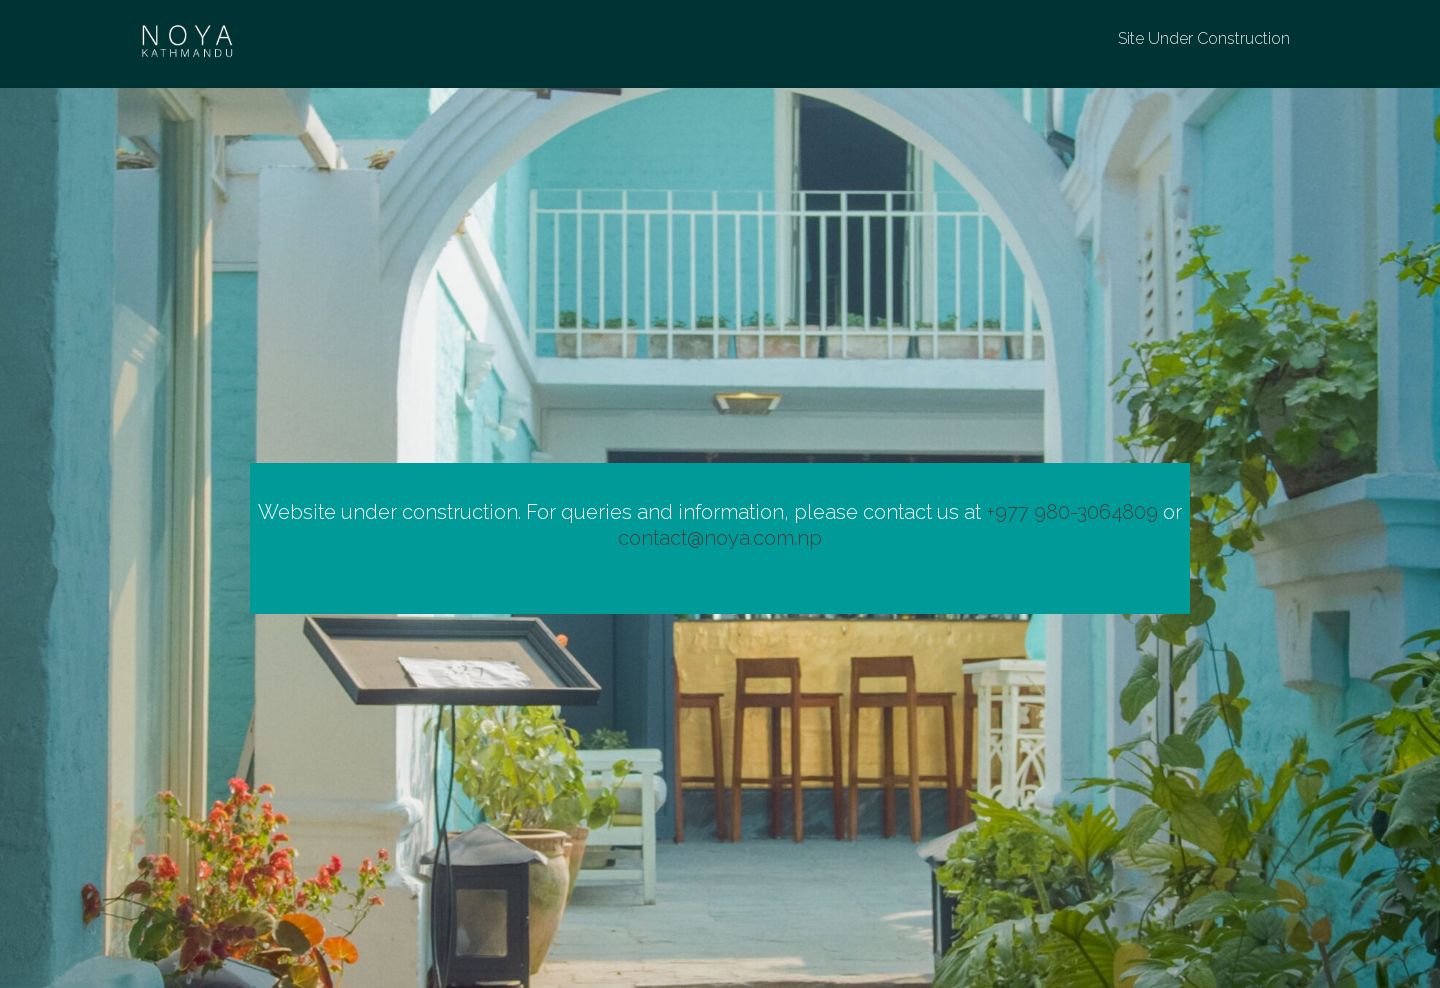 NOYA
KATHMANDU
Site Under Construction
Website under construction. For queries and information, please contact us at +977 980-3064809 or
contact@noya.com.np